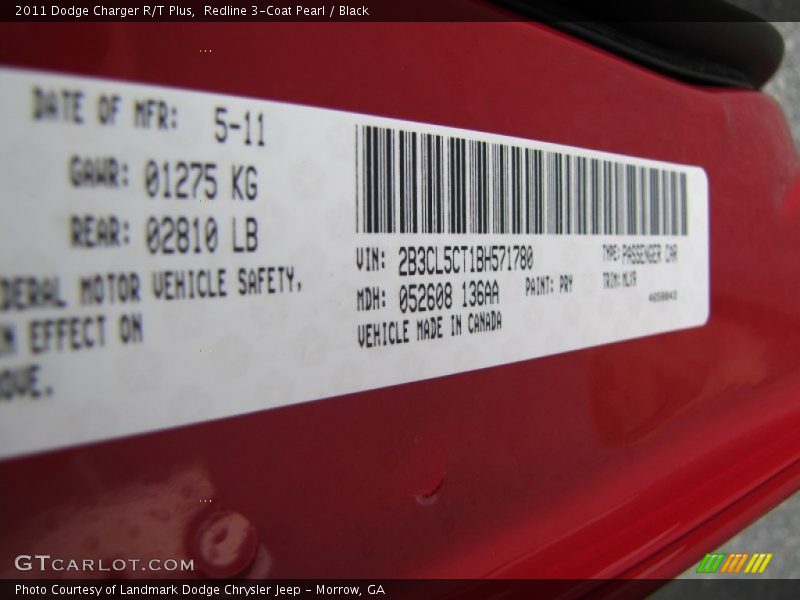 2011 Dodge Charger R/T Plus,  Redline 3-Coat Pearl / Black
DATE OF MFR: 5-11
GAWR: 01275 KG
REAR: 02810 LB
DERAL MOTOR VEHICLE SAFETY,
N EFFECT ON
OVE.
VIN: 2B3CL5CT1BH571780
TYPE: PASSENGER CAR
MDH: 052608 136AA
PAINT: PRY
TRIM: MLX9
VEHICLE MADE IN CANADA
GTCARLOT.COM
Photo Courtesy of Landmark Dodge Chrysler Jeep - Morrow, GA